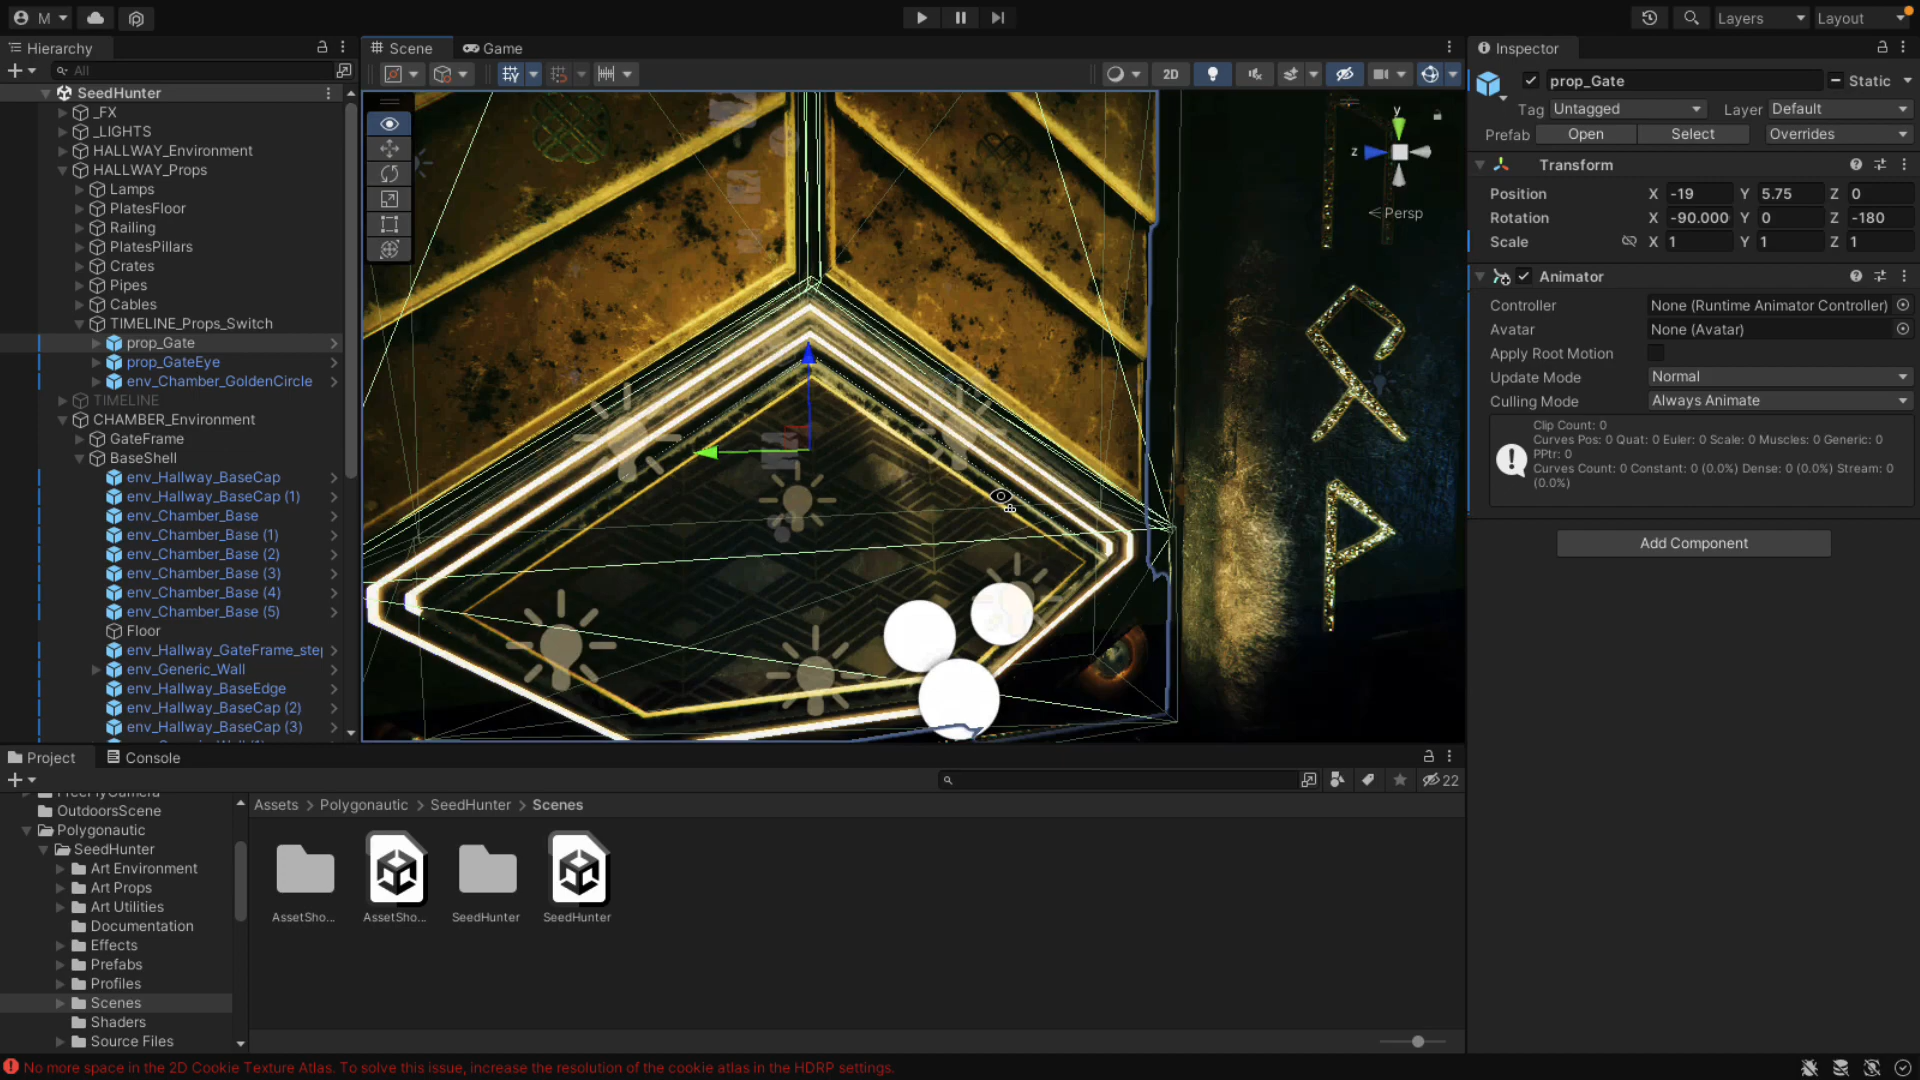 M
Layers
Layout
Hierarchy
All
SeedHunter
_FX
_LIGHTS
HALLWAY_Environment
HALLWAY_Props
Lamps
PlatesFloor
Railing
PlatesPillars
Crates
Pipes
Cables
TIMELINE_Props_Switch
prop_Gate
prop_GateEye
env_Chamber_GoldenCircle
TIMELINE
CHAMBER_Environment
GateFrame
BaseShell
env_Hallway_BaseCap
env_Hallway_BaseCap (1)
env_Chamber_Base
env_Chamber_Base (1)
env_Chamber_Base (2)
env_Chamber_Base (3)
env_Chamber_Base (4)
env_Chamber_Base (5)
Floor
env_Hallway_GateFrame_step
env_Generic_Wall
env_Hallway_BaseEdge
env_Hallway_BaseCap (2)
env_Hallway_BaseCap (3)
Scene
Game
2D
y
z
Persp
Inspector
prop_Gate
Static
Tag Untagged Layer Default
Prefab Open Select Overrides
Transform
Position X -19 Y 5.75 Z 0
Rotation X -90.000 Y 0 Z -180
Scale X 1 Y 1 Z 1
Animator
Controller None (Runtime Animator Controller)
Avatar None (Avatar)
Apply Root Motion
Update Mode Normal
Culling Mode Always Animate
Clip Count: 0
Curves Pos: 0 Quat: 0 Euler: 0 Scale: 0 Muscles: 0 Generic: 0
PPtr: 0
Curves Count: 0 Constant: 0 (0.0%) Dense: 0 (0.0%) Stream: 0
(0.0%)
Add Component
Project
Console
22
FreeFlyCamera
OutdoorsScene
Polygonautic
SeedHunter
Art Environment
Art Props
Art Utilities
Documentation
Effects
Prefabs
Profiles
Scenes
Shaders
Source Files
Assets > Polygonautic > SeedHunter > Scenes
AssetSho...
AssetSho...
SeedHunter
SeedHunter
No more space in the 2D Cookie Texture Atlas. To solve this issue, increase the resolution of the cookie atlas in the HDRP settings.